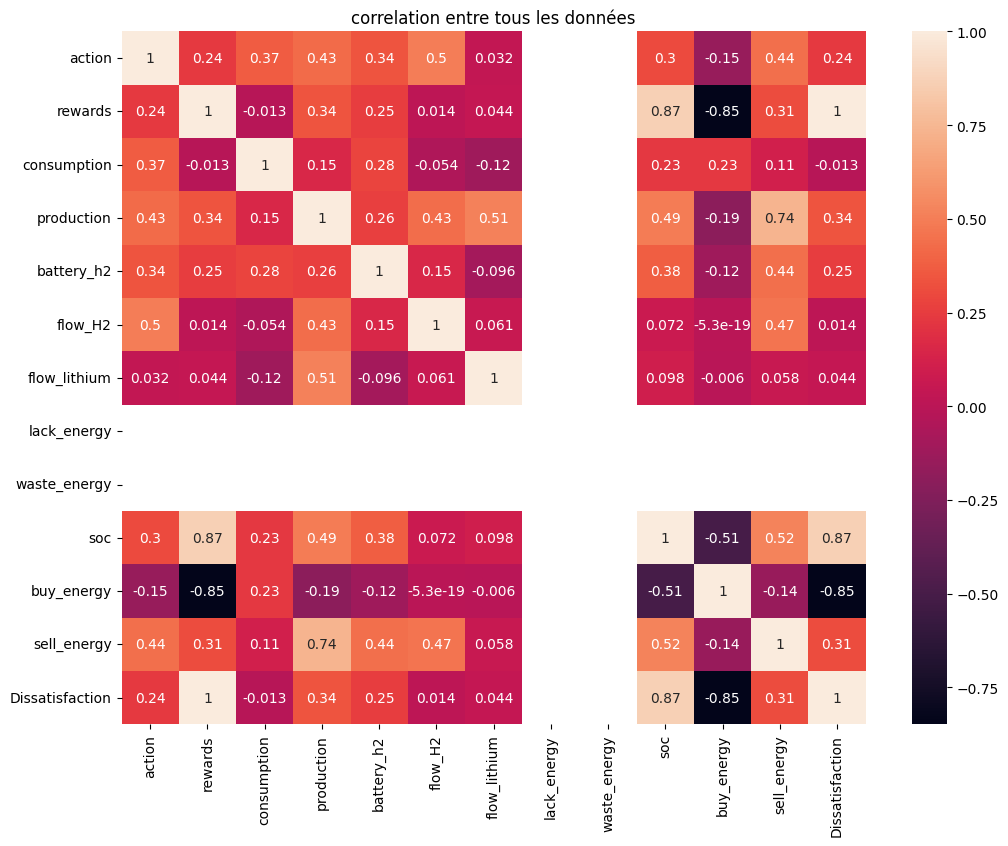 correlation entre tous les données
action 1 0.24 0.37 0.43 0.34 0.5 0.032 0.3 -0.15 0.44 0.24
rewards 0.24 1 -0.013 0.34 0.25 0.014 0.044 0.87 -0.85 0.31 1
consumption 0.37 -0.013 1 0.15 0.28 -0.054 -0.12 0.23 0.23 0.11 -0.013
production 0.43 0.34 0.15 1 0.26 0.43 0.51 0.49 -0.19 0.74 0.34
battery_h2 0.34 0.25 0.28 0.26 1 0.15 -0.096 0.38 -0.12 0.44 0.25
flow_H2 0.5 0.014 -0.054 0.43 0.15 1 0.061 0.072 -5.3e-19 0.47 0.014
flow_lithium 0.032 0.044 -0.12 0.51 -0.096 0.061 1 0.098 -0.006 0.058 0.044
lack_energy
waste_energy
soc 0.3 0.87 0.23 0.49 0.38 0.072 0.098 1 -0.51 0.52 0.87
buy_energy -0.15 -0.85 0.23 -0.19 -0.12 -5.3e-19 -0.006 -0.51 1 -0.14 -0.85
sell_energy 0.44 0.31 0.11 0.74 0.44 0.47 0.058 0.52 -0.14 1 0.31
Dissatisfaction 0.24 1 -0.013 0.34 0.25 0.014 0.044 0.87 -0.85 0.31 1
action rewards consumption production battery_h2 flow_H2 flow_lithium lack_energy waste_energy soc buy_energy sell_energy Dissatisfaction
1.00
0.75
0.50
0.25
0.00
−0.25
−0.50
−0.75